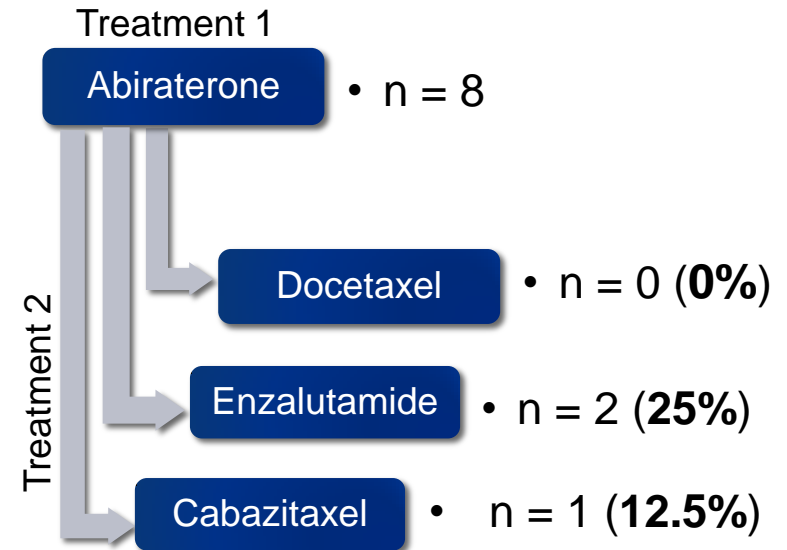 Treatment 1
Abiraterone • n = 8
Docetaxel • n = 0 (0%)
Treatment 2
Enzalutamide • n = 2 (25%)
Cabazitaxel • n = 1 (12.5%)